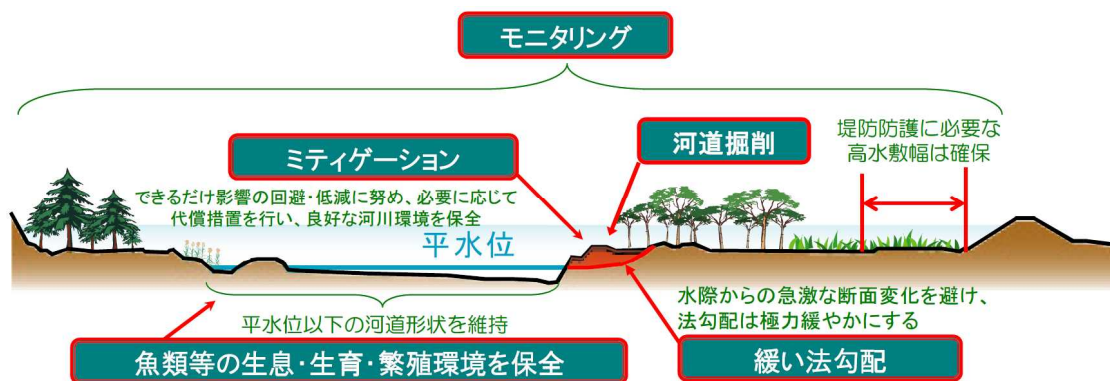 モニタリング
堤防防護に必要な
高水敷幅は確保
ミティゲーション
河道掘削
できるだけ影響の回避・低減に努め、必要に応じて
代償措置を行い、良好な河川環境を保全
平水位
水際からの急激な断面変化を避け、
法勾配は極力緩やかにする
平水位以下の河道形状を維持
魚類等の生息・生育・繁殖環境を保全
緩い法勾配